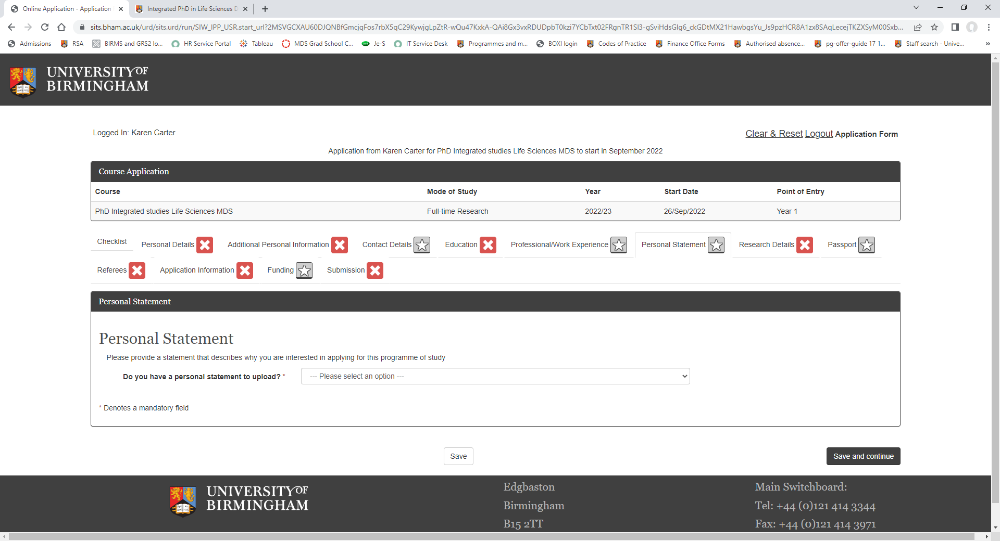 Online Application - Application
Integrated PhD in Life Sciences D
sits.bham.ac.uk/urd/sits.urd/run/SIW_IPP_USR.start_url?2MSVGCXAU60DJQNBfGmcjqFos7rbX5qC29KywjgLpZtR-wQu47KxkA-QAi8Gx3vxRDUDpbT0kzi7YCbTxt02FRgnTR1SI3-gSviHdsGlg6_ckGDtMX21HawbgsYu_Js9pzHCR8A1zx8SAqLecejTKZXSyM00Sxb...
Admissions RSA BIRMS and GRS2 lo... HR Service Portal Tableau MDS Grad School C... Je-S IT Service Desk Programmes and m... BOXI login Codes of Practice Finance Office Forms Authorised absence... pg-offer-guide 17 1... Staff search - Unive... »
UNIVERSITY OF
BIRMINGHAM
Logged In: Karen Carter
Clear & Reset Logout Application Form
Application from Karen Carter for PhD Integrated studies Life Sciences MDS to start in September 2022
Course Application
Course Mode of Study Year Start Date Point of Entry
PhD Integrated studies Life Sciences MDS Full-time Research 2022/23 26/Sep/2022 Year 1
Checklist Personal Details Additional Personal Information Contact Details Education Professional/Work Experience Personal Statement Research Details Passport
Referees Application Information Funding Submission
Personal Statement
Personal Statement
Please provide a statement that describes why you are interested in applying for this programme of study
Do you have a personal statement to upload? * --- Please select an option ---
* Denotes a mandatory field
Save Save and continue
UNIVERSITY OF
BIRMINGHAM
Edgbaston
Birmingham
B15 2TT
Main Switchboard:
Tel: +44 (0)121 414 3344
Fax: +44 (0)121 414 3971